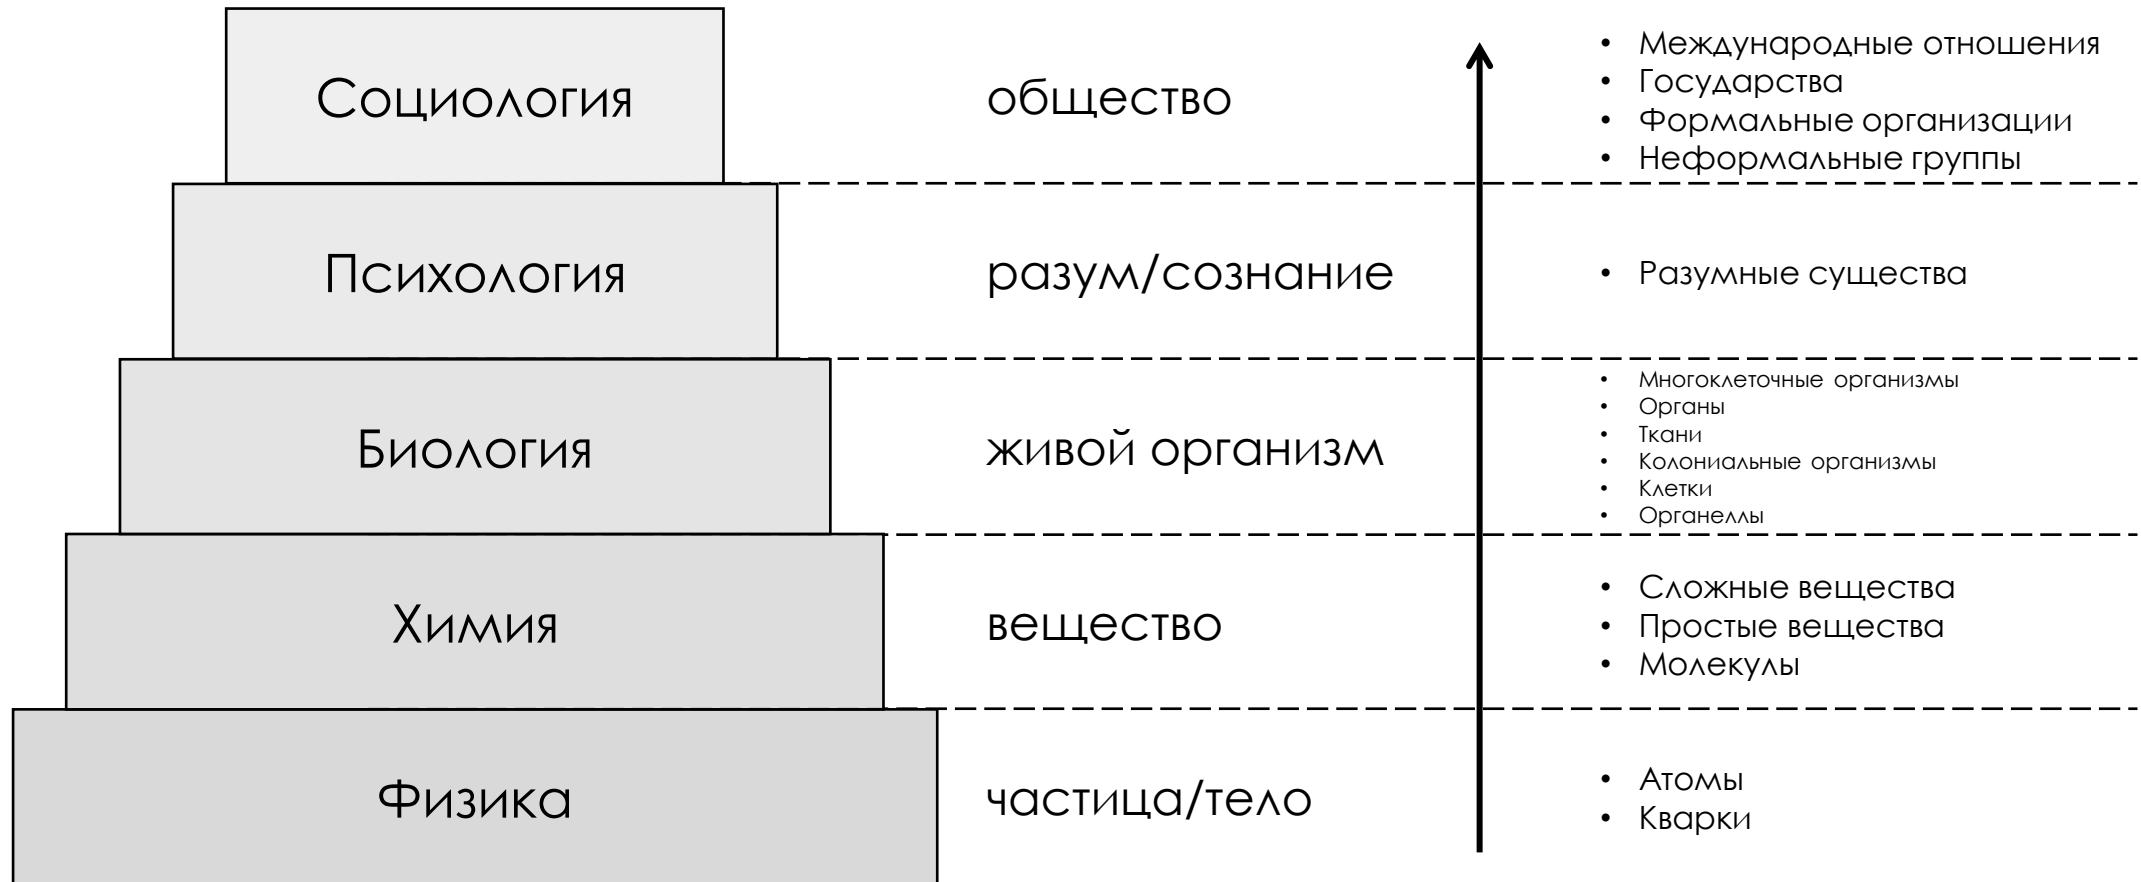 Социология
общество
• Международные отношения
• Государства
• Формальные организации
• Неформальные группы
Психология
разум/сознание
• Разумные существа
Биология
живой организм
• Многоклеточные организмы
• Органы
• Ткани
• Колониальные организмы
• Клетки
• Органеллы
Химия
вещество
• Сложные вещества
• Простые вещества
• Молекулы
Физика
частица/тело
• Атомы
• Кварки